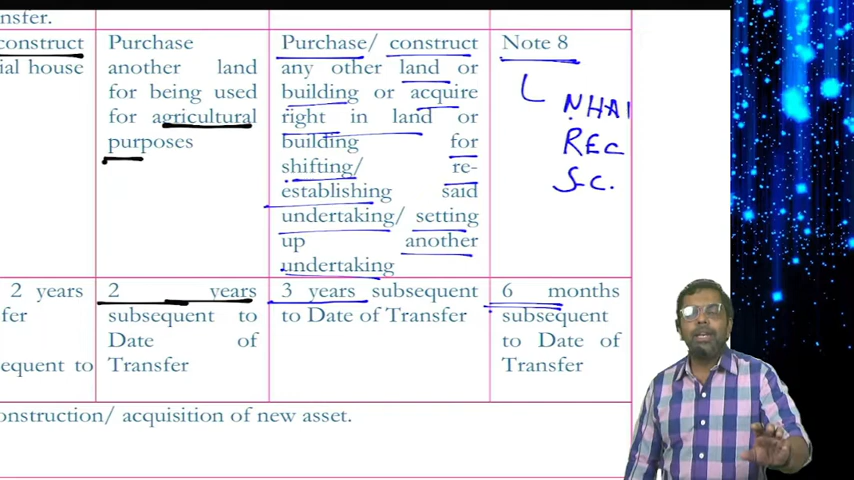 nsfer.
construct
ial house
Purchase
another land
for being used
for agricultural
purposes
Purchase/ construct
any other land or
building or acquire
right in land or
building for
shifting/ re-
establishing said
undertaking/ setting
up another
undertaking
Note 8
NHAI
REC
S.C.
2 years
fer
equent to
2 years
subsequent to
Date of
Transfer
3 years subsequent
to Date of Transfer
6 months
subsequent
to Date of
Transfer
onstruction/ acquisition of new asset.